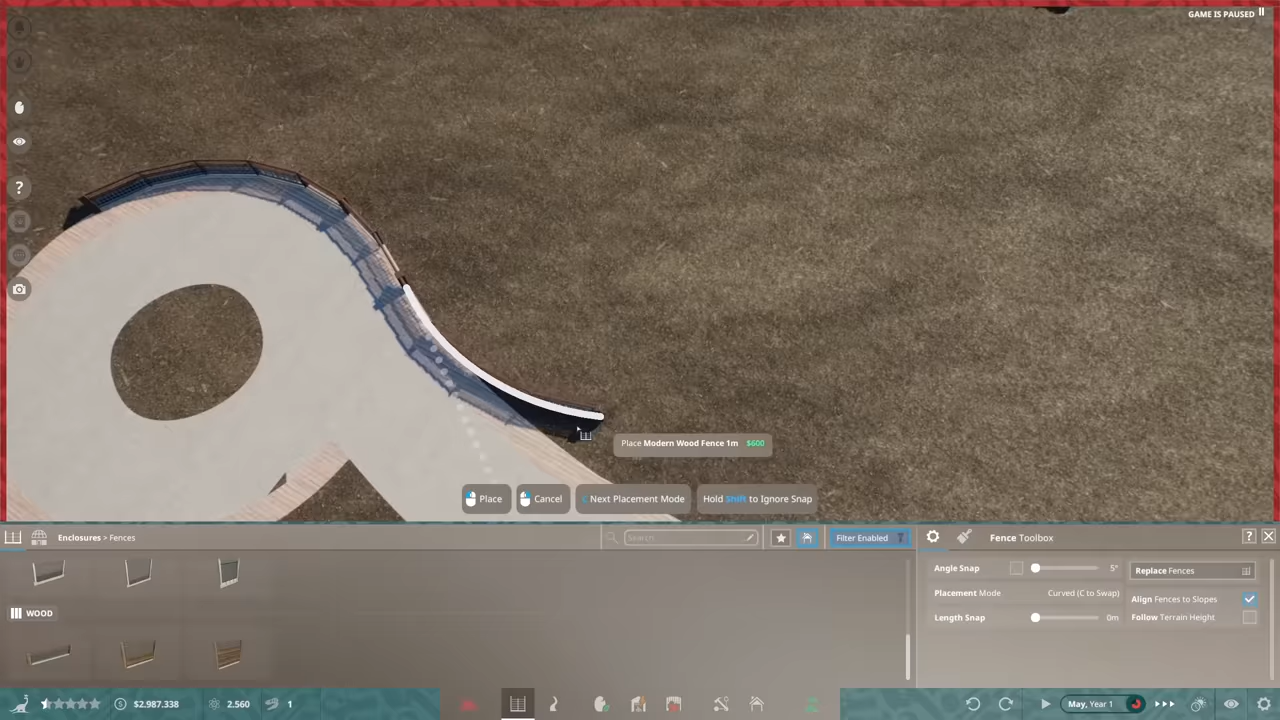 GAME IS PAUSED
?
Place Modern Wood Fence 1m $600
Place
Cancel
C Next Placement Mode
Hold Shift to Ignore Snap
Enclosures > Fences
Search
Filter Enabled
Fence Toolbox
?
Angle Snap
5°
Replace Fences
Placement Mode
Curved (C to Swap)
Align Fences to Slopes
Length Snap
0m
Follow Terrain Height
WOOD
$2.987.338
2.560
1
May, Year 1